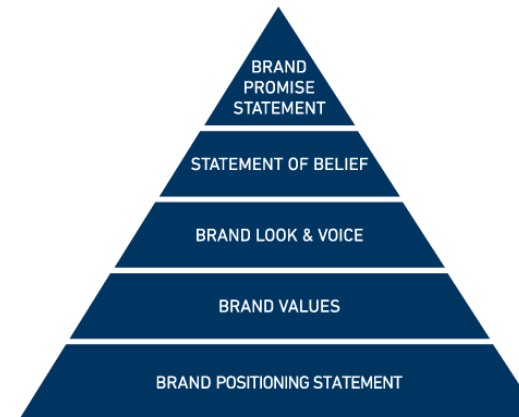 BRAND
PROMISE
STATEMENT
STATEMENT OF BELIEF
BRAND LOOK & VOICE
BRAND VALUES
BRAND POSITIONING STATEMENT